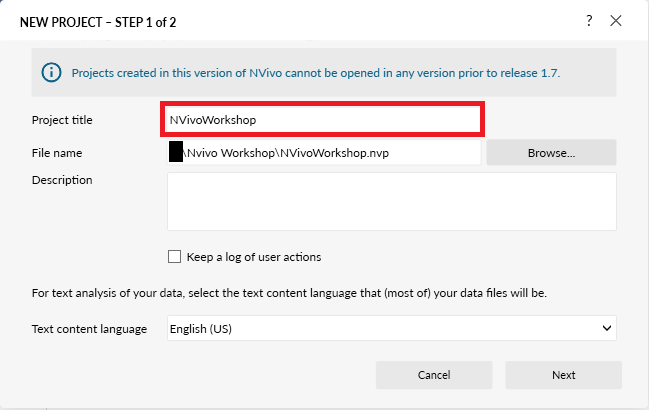 NEW PROJECT – STEP 1 of 2
? 
Projects created in this version of NVivo cannot be opened in any version prior to release 1.7.
Project title NVivoWorkshop
File name \Nvivo Workshop\NVivoWorkshop.nvp Browse...
Description
Keep a log of user actions
For text analysis of your data, select the text content language that (most of) your data files will be.
Text content language English (US)
Cancel Next